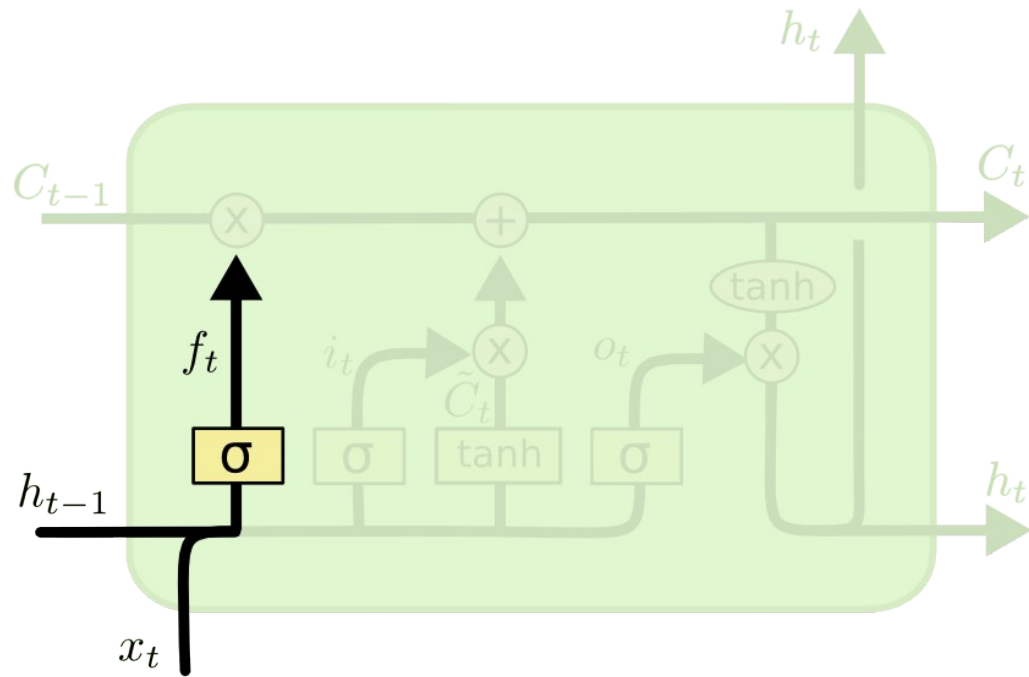 h_t
C_{t-1}
C_t
x
+
tanh
f_t
i_t
x
o_t
x
C̃_t
σ
σ
tanh
σ
h_{t-1}
h_t
x_t